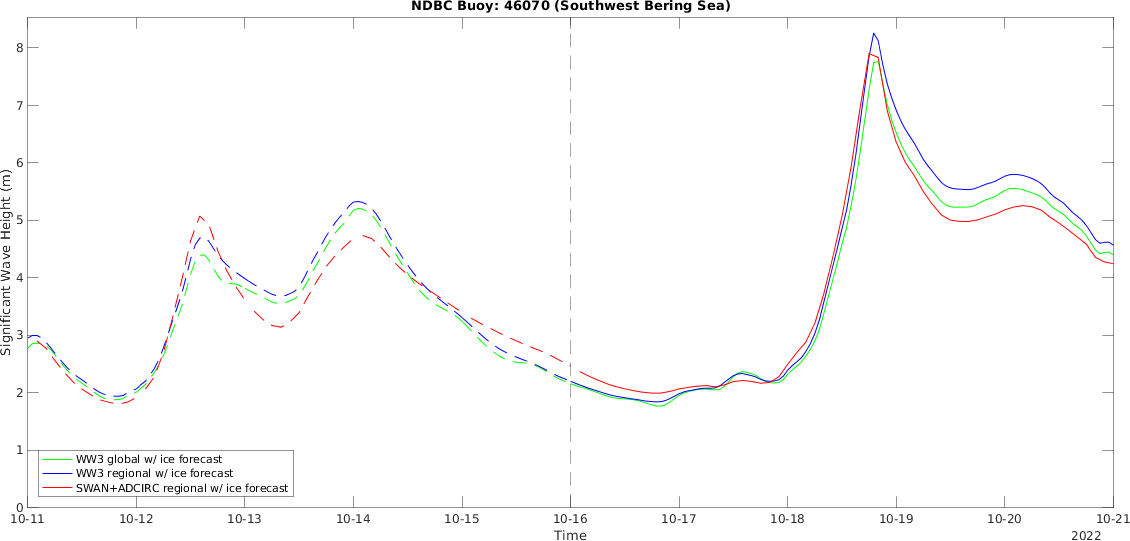 NDBC Buoy: 46070 (Southwest Bering Sea)
Significant Wave Height (m)
8
7
6
5
4
3
2
1
0
WW3 global w/ ice forecast
WW3 regional w/ ice forecast
SWAN+ADCIRC regional w/ ice forecast
10-11 10-12 10-13 10-14 10-15 10-16 10-17 10-18 10-19 10-20 10-21
Time
2022